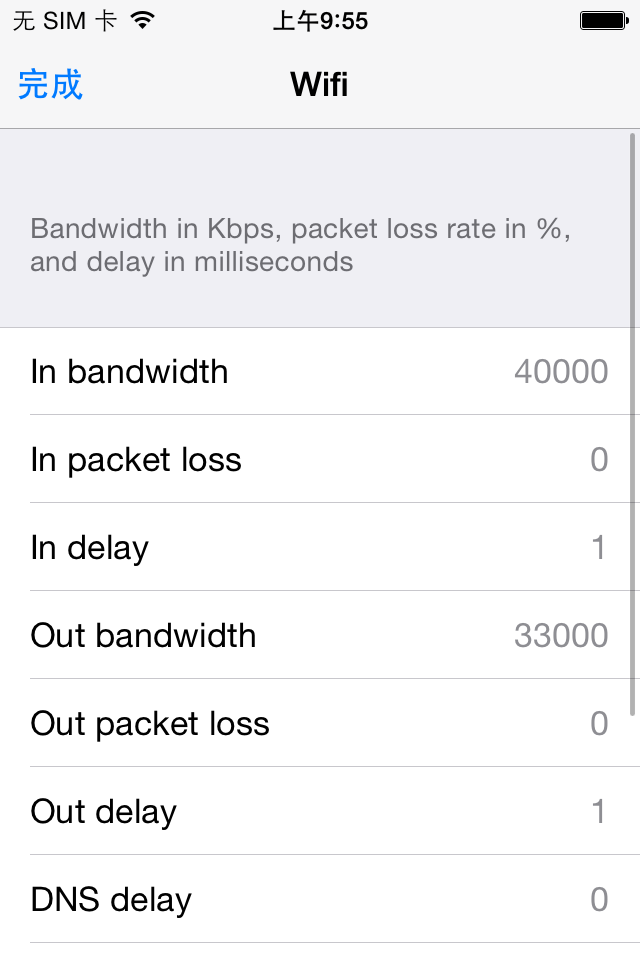 无 SIM 卡 上午9:55
完成 Wifi
Bandwidth in Kbps, packet loss rate in %,
and delay in milliseconds
In bandwidth 40000
In packet loss 0
In delay 1
Out bandwidth 33000
Out packet loss 0
Out delay 1
DNS delay 0